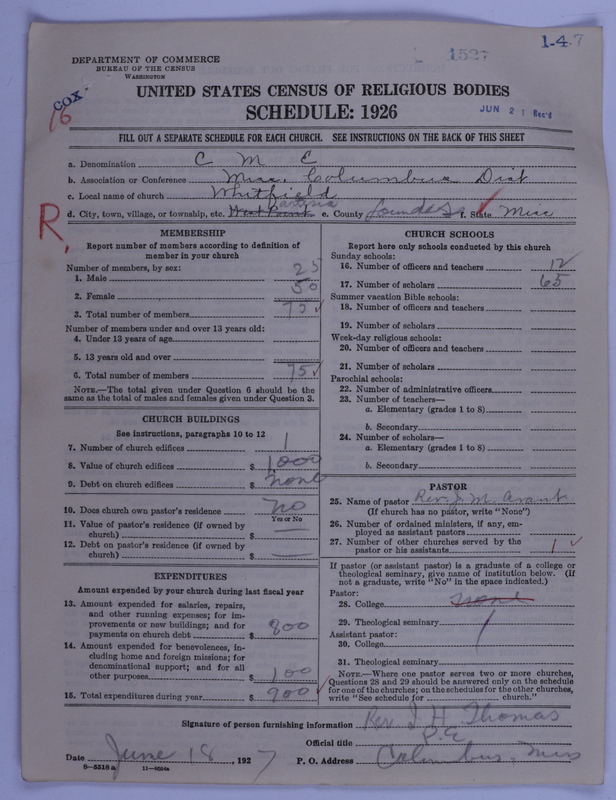 1-4.7
1527
DEPARTMENT OF COMMERCE
BUREAU OF THE CENSUS
WASHINGTON
COX
16
UNITED STATES CENSUS OF RELIGIOUS BODIES
SCHEDULE: 1926
JUN 21 Rec'd
FILL OUT A SEPARATE SCHEDULE FOR EACH CHURCH. SEE INSTRUCTIONS ON THE BACK OF THIS SHEET
a. Denomination C M E
b. Association or Conference Miss. Columbus Dist
c. Local name of church Whitfield
d. City, town, village, or township, etc. West Point Artesia e. County Lowndes f. State Miss
R.
MEMBERSHIP
Report number of members according to definition of member in your church
Number of members, by sex:
1. Male 25
2. Female 50
3. Total number of members 75
Number of members under and over 13 years old:
4. Under 13 years of age
5. 13 years old and over
6. Total number of members 75
NOTE.—The total given under Question 6 should be the same as the total of males and females given under Question 3.
CHURCH BUILDINGS
See instructions, paragraphs 10 to 12
7. Number of church edifices 1
8. Value of church edifices $ 1,000
9. Debt on church edifices $ none
10. Does church own pastor's residence no
Yes or No
11. Value of pastor's residence (if owned by church) $ —
12. Debt on pastor's residence (if owned by church) $ —
EXPENDITURES
Amount expended by your church during last fiscal year
13. Amount expended for salaries, repairs, and other running expenses; for improvements or new buildings; and for payments on church debt $ 800
14. Amount expended for benevolences, including home and foreign missions; for denominational support; and for all other purposes $ 100
15. Total expenditures during year $ 900
CHURCH SCHOOLS
Report here only schools conducted by this church
Sunday schools:
16. Number of officers and teachers 12
17. Number of scholars 65
Summer vacation Bible schools:
18. Number of officers and teachers
19. Number of scholars
Week-day religious schools:
20. Number of officers and teachers
21. Number of scholars
Parochial schools:
22. Number of administrative officers
23. Number of teachers—
a. Elementary (grades 1 to 8)
b. Secondary
24. Number of scholars—
a. Elementary (grades 1 to 8)
b. Secondary
PASTOR
25. Name of pastor Rev. J. M. Avant
(If church has no pastor, write "None")
26. Number of ordained ministers, if any, employed as assistant pastors
27. Number of other churches served by the pastor or his assistants 1
If pastor (or assistant pastor) is a graduate of a college or theological seminary, give name of institution below. (If not a graduate, write "No" in the space indicated.)
Pastor:
28. College none
29. Theological seminary
Assistant pastor:
30. College
31. Theological seminary
NOTE.—Where one pastor serves two or more churches, Questions 28 and 29 should be answered only on the schedule for one of the churches; on the schedules for the other churches, write "See schedule for ____ church."
Signature of person furnishing information Rev J. H. Thomas
Official title P. E.
Date June 18, 1927 P. O. Address Columbus, Miss
8—5518a 11—8604a